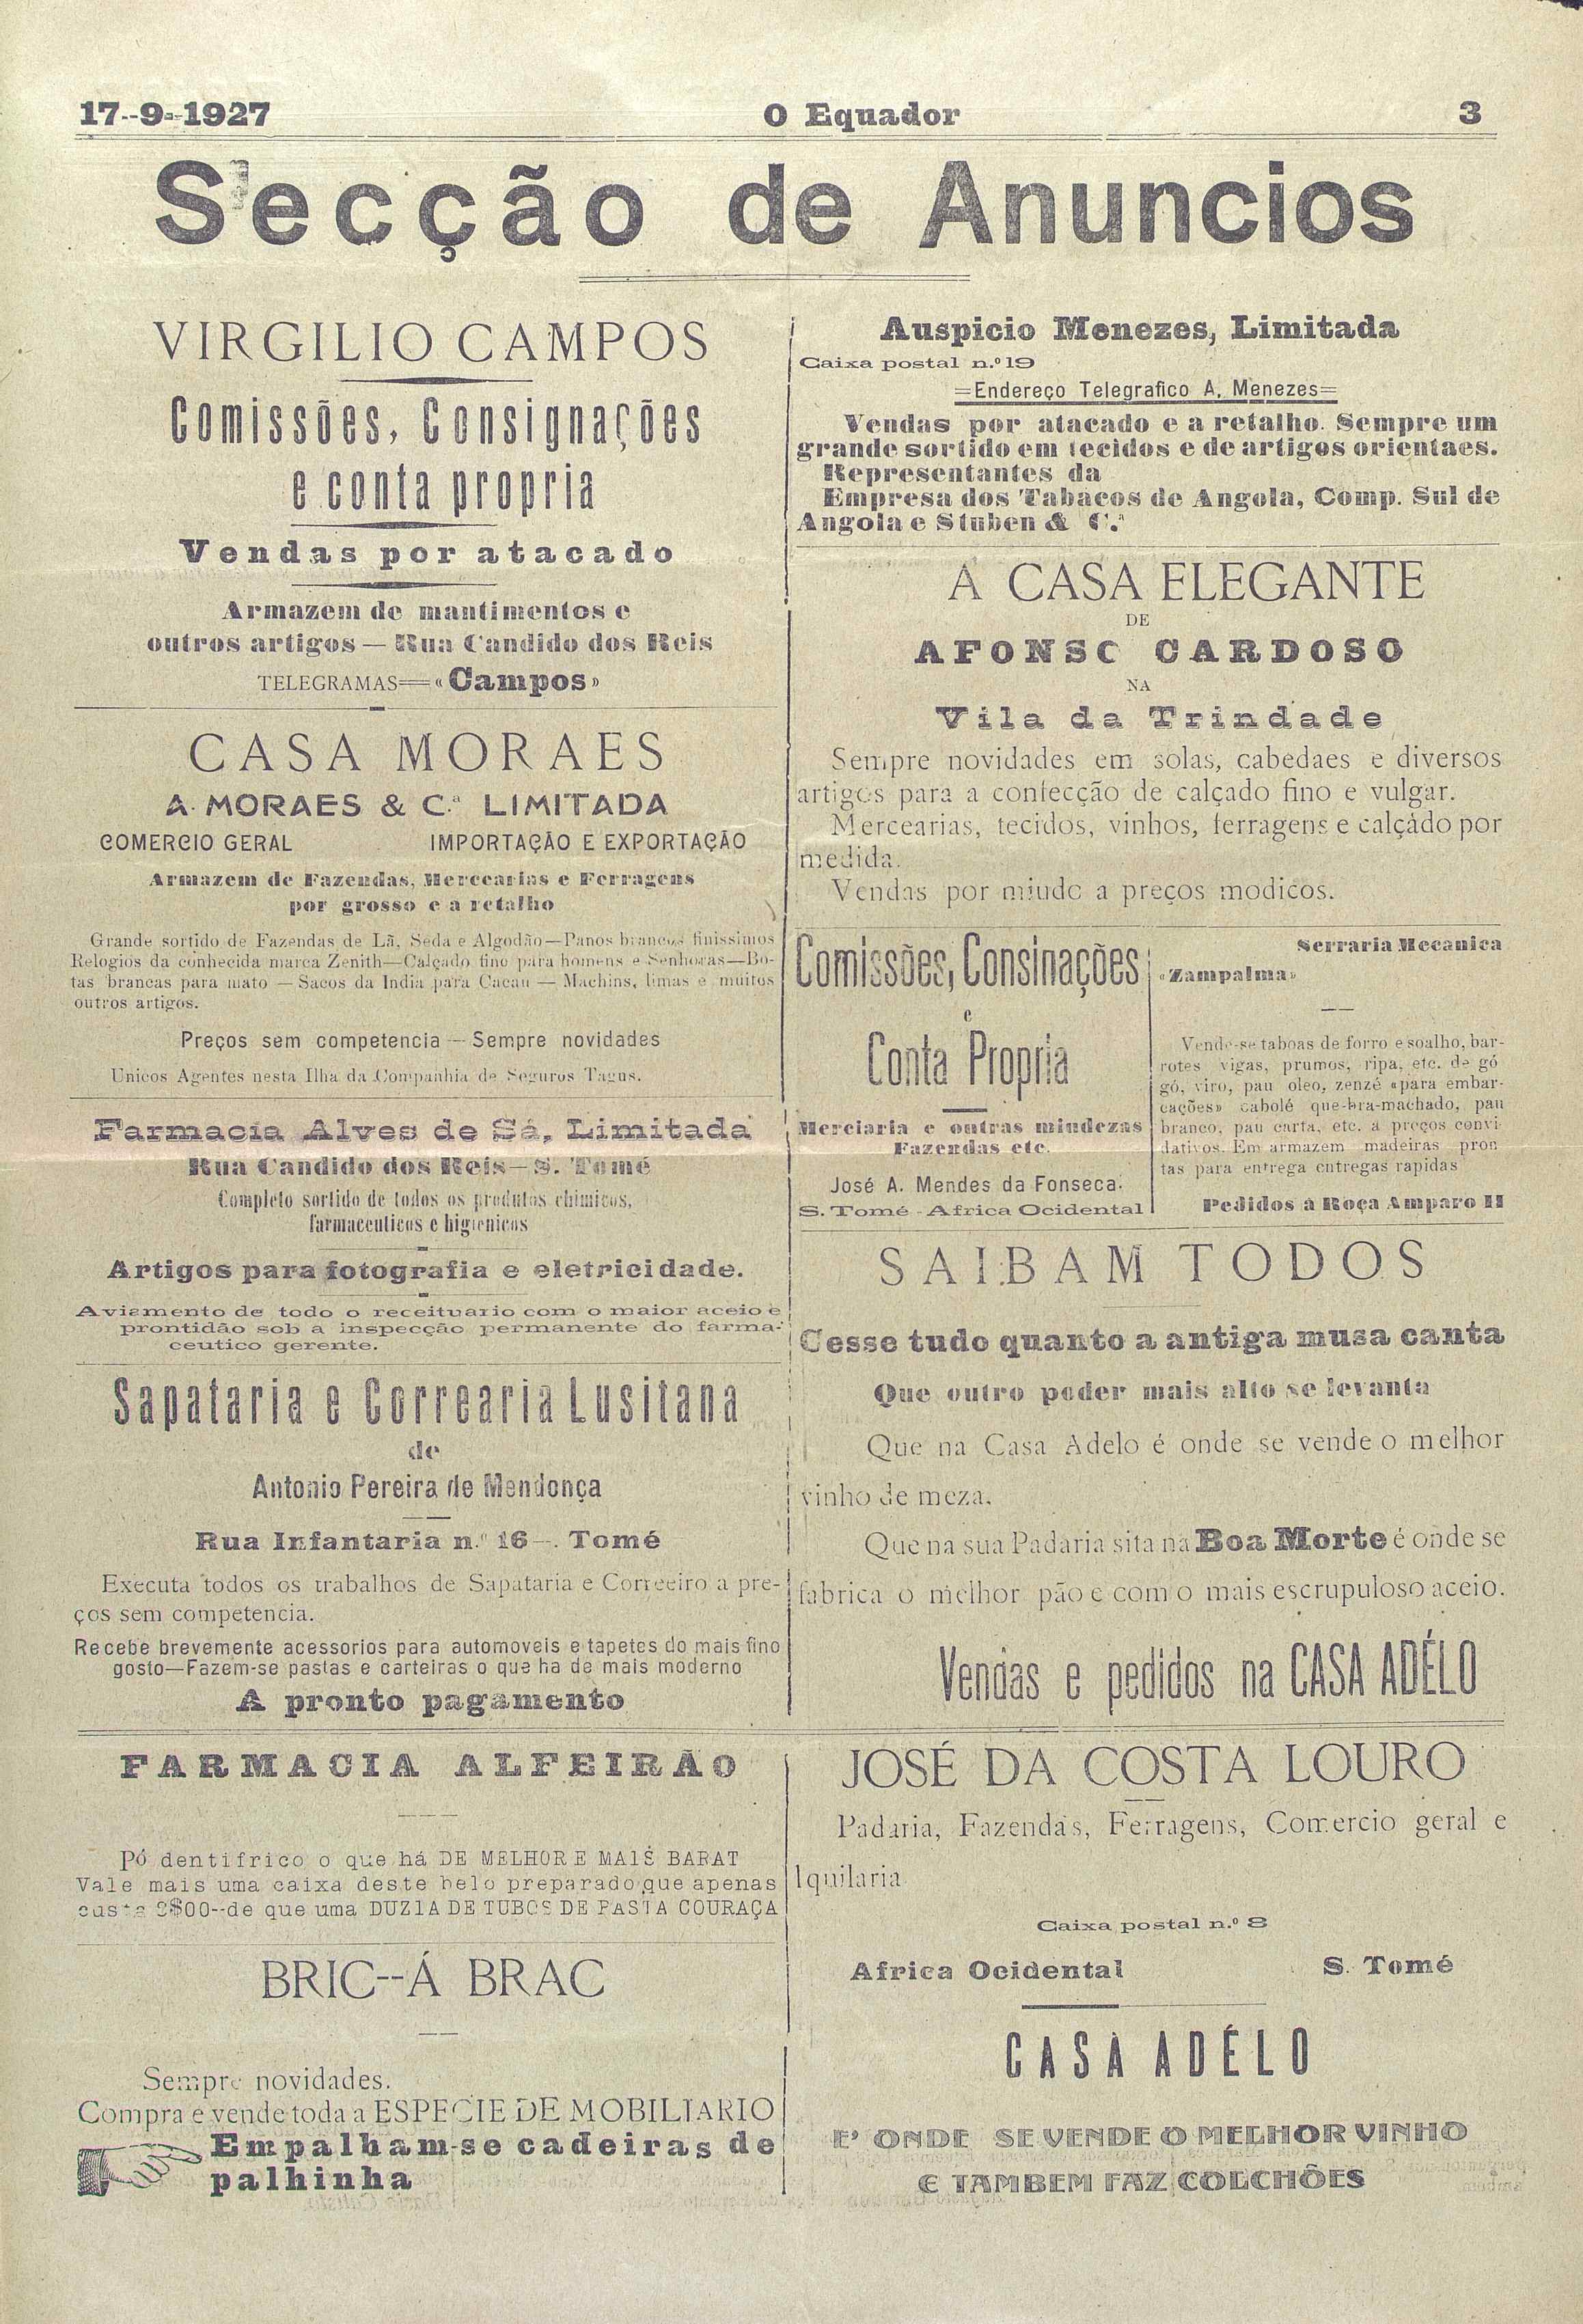 17--9--1927
O Equador
3
Secção de Anuncios
VIRGILIO CAMPOS
Comissões, Consignações
e conta propria
Vendas por atacado
Armazem de mantimentos e
outros artigos — Rua Candido dos Reis
TELEGRAMAS=« Campos »
CASA MORAES
A. MORAES & C.ª LIMITADA
COMERCIO GERAL IMPORTAÇÃO E EXPORTAÇÃO
Armazem de Fazendas, Mercearias e Ferragens
por grosso e a retalho
Grande sortido de Fazendas de Lã, Seda e Algodão—Panos brancos finissimos
Relogios da conhecida marca Zenith—Calçado fino para homens e Senhoras—Bo-
tas brancas para mato — Sacos da India para Cacau — Machins, limas e muitos
outros artigos.
Preços sem competencia — Sempre novidades
Unicos Agentes nesta Ilha da Companhia de Seguros Tagus.
Farmacia Alves de Sá, Limitada
Rua Candido dos Reis—S. Tomé
Completo sortido de todos os produtos chimicos,
farmaceuticos e higienicos
Artigos para fotografia e eletricidade.
Aviamento de todo o receituario com o maior aceio e
prontidão sob a inspecção permanente do farma-
ceutico gerente.
Sapataria e Correaria Lusitana
de
Antonio Pereira de Mendonça
Rua Infantaria n.º 16—. Tomé
Executa todos os trabalhos de Sapataria e Correeiro a pre-
ços sem competencia.
Recebe brevemente acessorios para automoveis e tapetes do mais fino
gosto—Fazem-se pastas e carteiras o que ha de mais moderno
A pronto pagamento
FARMACIA ALFEIRÃO
Pó dentifrico o que há DE MELHOR E MAIS BARAT
Vale mais uma caixa deste belo preparado que apenas
custa 2$00--de que uma DUZIA DE TUBOS DE PASTA COURAÇA
BRIC--Á BRAC
Sempre novidades.
Compra e vende toda a ESPECIE DE MOBILIARIO
Empalham-se cadeiras de
palhinha
Auspicio Menezes, Limitada
Caixa postal n.º 19
=Endereço Telegrafico A, Menezes=
Vendas por atacado e a retalho. Sempre um
grande sortido em tecidos e de artigos orientaes.
Representantes da
Empresa dos Tabacos de Angola, Comp. Sul de
Angola e Stuben & C.ª
A CASA ELEGANTE
DE
AFONSO CARDOSO
NA
Vila da Trindade
Sempre novidades em solas, cabedaes e diversos
artigos para a confecção de calçado fino e vulgar.
Mercearias, tecidos, vinhos, ferragens e calçádo por
medida.
Vendas por miudo a preços modicos.
Comissões, Consinações
e
Conta Propria
Merciaria e outras miudezas
Fazendas etc.
José A. Mendes da Fonseca.
S. Tomé - Africa Ocidental
Serraria Mecanica
«Zampalma»
Vende-se taboas de forro e soalho, bar-
rotes vigas, prumos, ripa, etc. de gó
gó, viro, pau oleo, zenzé «para embar-
cações» cabolé que-bra-machado, pau
branco, pau carta, etc. a preços convi-
dativos. Em armazem madeiras pron
tas para entrega entregas rapidas
Pedidos á Roça Amparo II
SAIBAM TODOS
Cesse tudo quanto a antiga musa canta
Que outro poder mais alto se levanta
Que na Casa Adelo é onde se vende o melhor
vinho de meza.
Que na sua Padaria sita na Boa Morte é onde se
fabrica o melhor pão e com o mais escrupuloso aceio.
Vendas e pedidos na CASA ADÉLO
JOSÉ DA COSTA LOURO
Padaria, Fazendas, Ferragens, Comercio geral e
lquilaria
Caixa postal n.º 8
Africa Ocidental S. Tomé
CASA ADÉLO
E' ONDE SE VENDE O MELHOR VINHO
E TAMBEM FAZ COLCHÕES